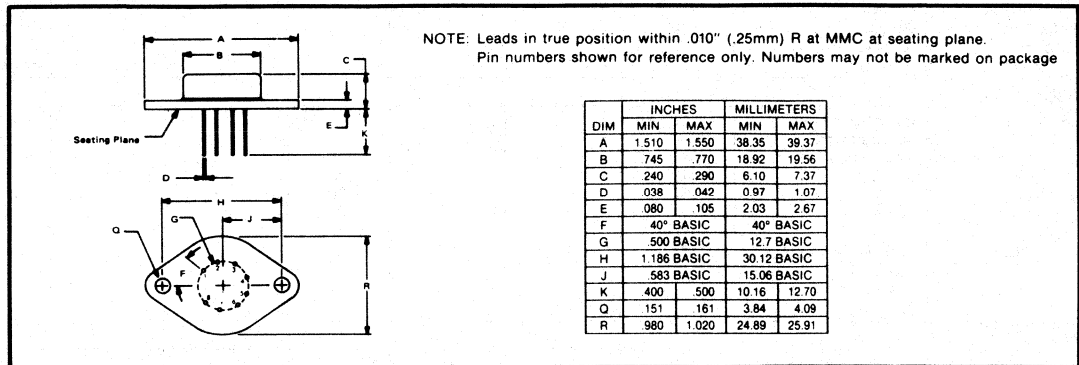 NOTE: Leads in true position within .010" (.25mm) R at MMC at seating plane.
Pin numbers shown for reference only. Numbers may not be marked on package
A
B
C
Seating Plane
E
K
D
H
G
J
Q
F
R
1 2 3
INCHES MILLIMETERS
DIM MIN MAX MIN MAX
A 1.510 1.550 38.35 39.37
B .745 .770 18.92 19.56
C .240 .290 6.10 7.37
D .038 .042 0.97 1.07
E .080 .105 2.03 2.67
F 40° BASIC 40° BASIC
G .500 BASIC 12.7 BASIC
H 1.186 BASIC 30.12 BASIC
J .583 BASIC 15.06 BASIC
K .400 .500 10.16 12.70
Q .151 .161 3.84 4.09
R .980 1.020 24.89 25.91